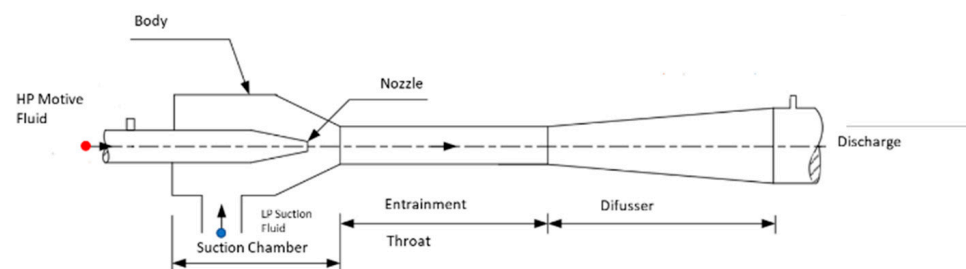 Body
Nozzle
HP Motive
Fluid
Discharge
LP Suction
Fluid
Suction Chamber
Entrainment
Throat
Difusser